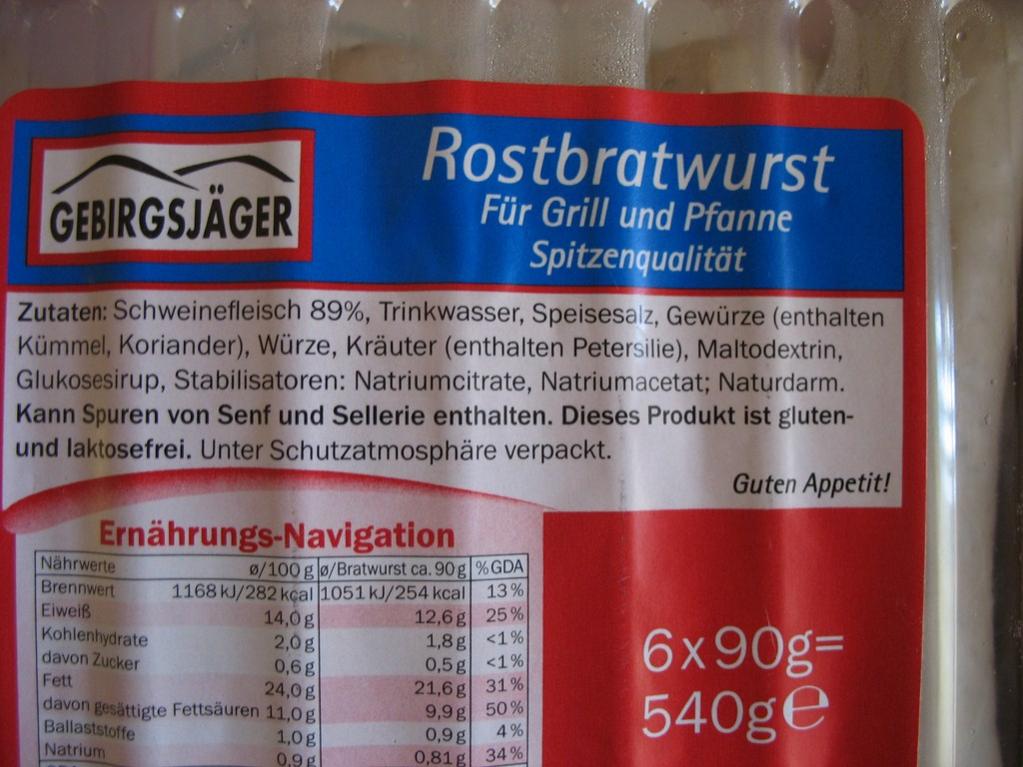 GEBIRGSJÄGER
Rostbratwurst
Für Grill und Pfanne
Spitzenqualität
Zutaten: Schweinefleisch 89%, Trinkwasser, Speisesalz, Gewürze (enthalten
Kümmel, Koriander), Würze, Kräuter (enthalten Petersilie), Maltodextrin,
Glukosesirup, Stabilisatoren: Natriumcitrate, Natriumacetat; Naturdarm.
Kann Spuren von Senf und Sellerie enthalten. Dieses Produkt ist gluten-
und laktosefrei. Unter Schutzatmosphäre verpackt.
Guten Appetit!
Ernährungs-Navigation
Nährwerte ø/100 g ø/Bratwurst ca. 90 g %GDA
Brennwert 1168 kJ/282 kcal 1051 kJ/254 kcal 13%
Eiweiß 14,0 g 12,6 g 25%
Kohlenhydrate 2,0 g 1,8 g <1%
davon Zucker 0,6 g 0,5 g <1%
Fett 24,0 g 21,6 g 31%
davon gesättigte Fettsäuren 11,0 g 9,9 g 50%
Ballaststoffe 1,0 g 0,9 g 4%
Natrium 0,9 g 0,81 g 34%
6x90g=
540g℮